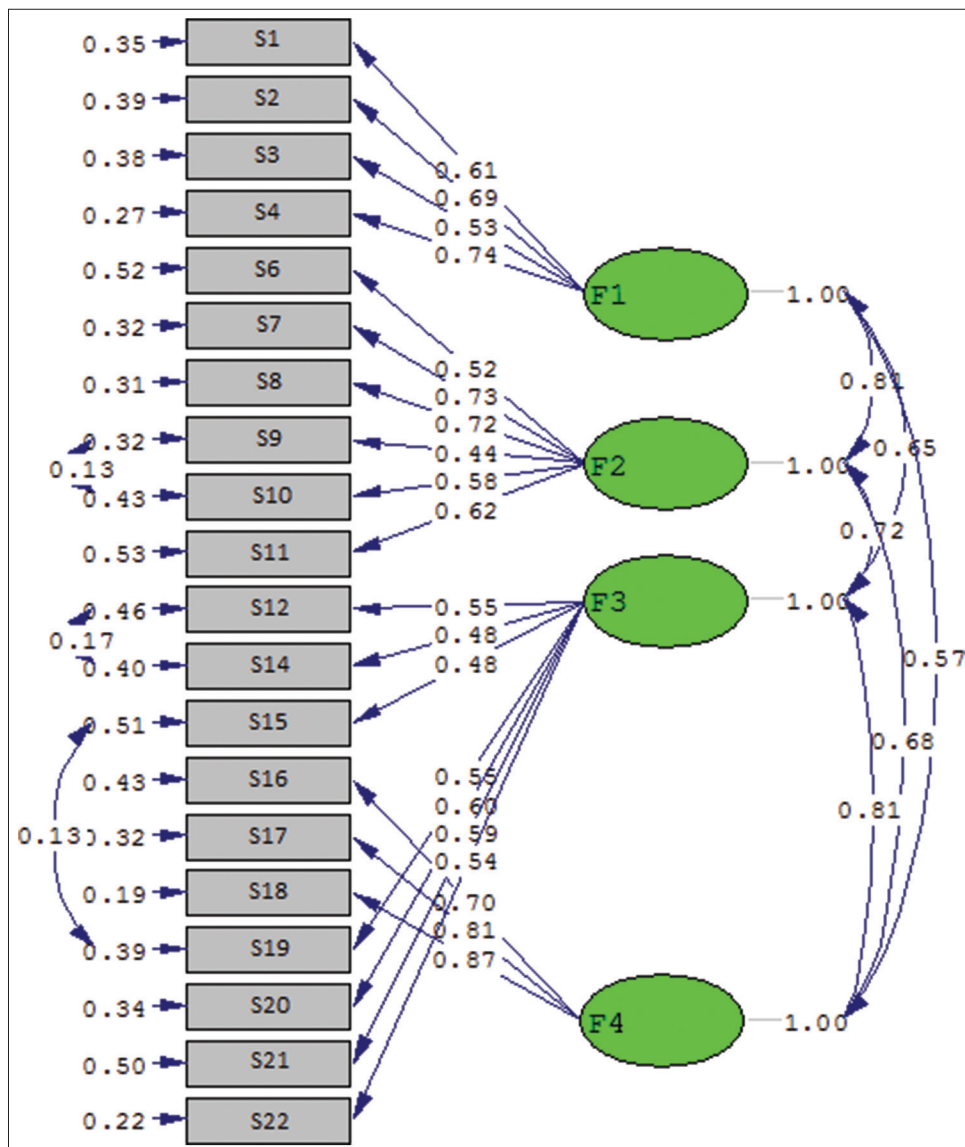 0.35 S1
0.39 S2
0.38 S3
0.61
0.69
0.27 S4
0.53
0.74
0.52 S6
F1 1.00
0.32 S7
0.52
0.31 S8
0.73
0.81
0.72
0.32 S9
0.44
0.65
0.13
F2 1.00
0.43 S10
0.58
0.62
0.53 S11
0.72
0.46 S12
0.55
F3 1.00
0.17
0.48
0.40 S14
0.48
0.57
0.51 S15
0.68
0.43 S16
0.55
0.60
0.81
0.13
0.32 S17
0.59
0.54
0.19 S18
0.70
0.81
0.39 S19
0.87
0.34 S20
F4 1.00
0.50 S21
0.22 S22